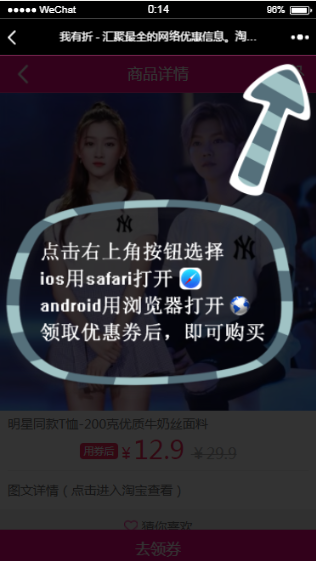 WeChat
0:14
96%
我有折 - 汇聚最全的网络优惠信息。淘...
商品详情
点击右上角按钮选择
ios用safari打开
android用浏览器打开
领取优惠券后，即可购买
明星同款T恤-200克优质牛奶丝面料
用券后 ¥12.9 ¥29.9
图文详情（点击进入淘宝查看）
猜你喜欢
去领券